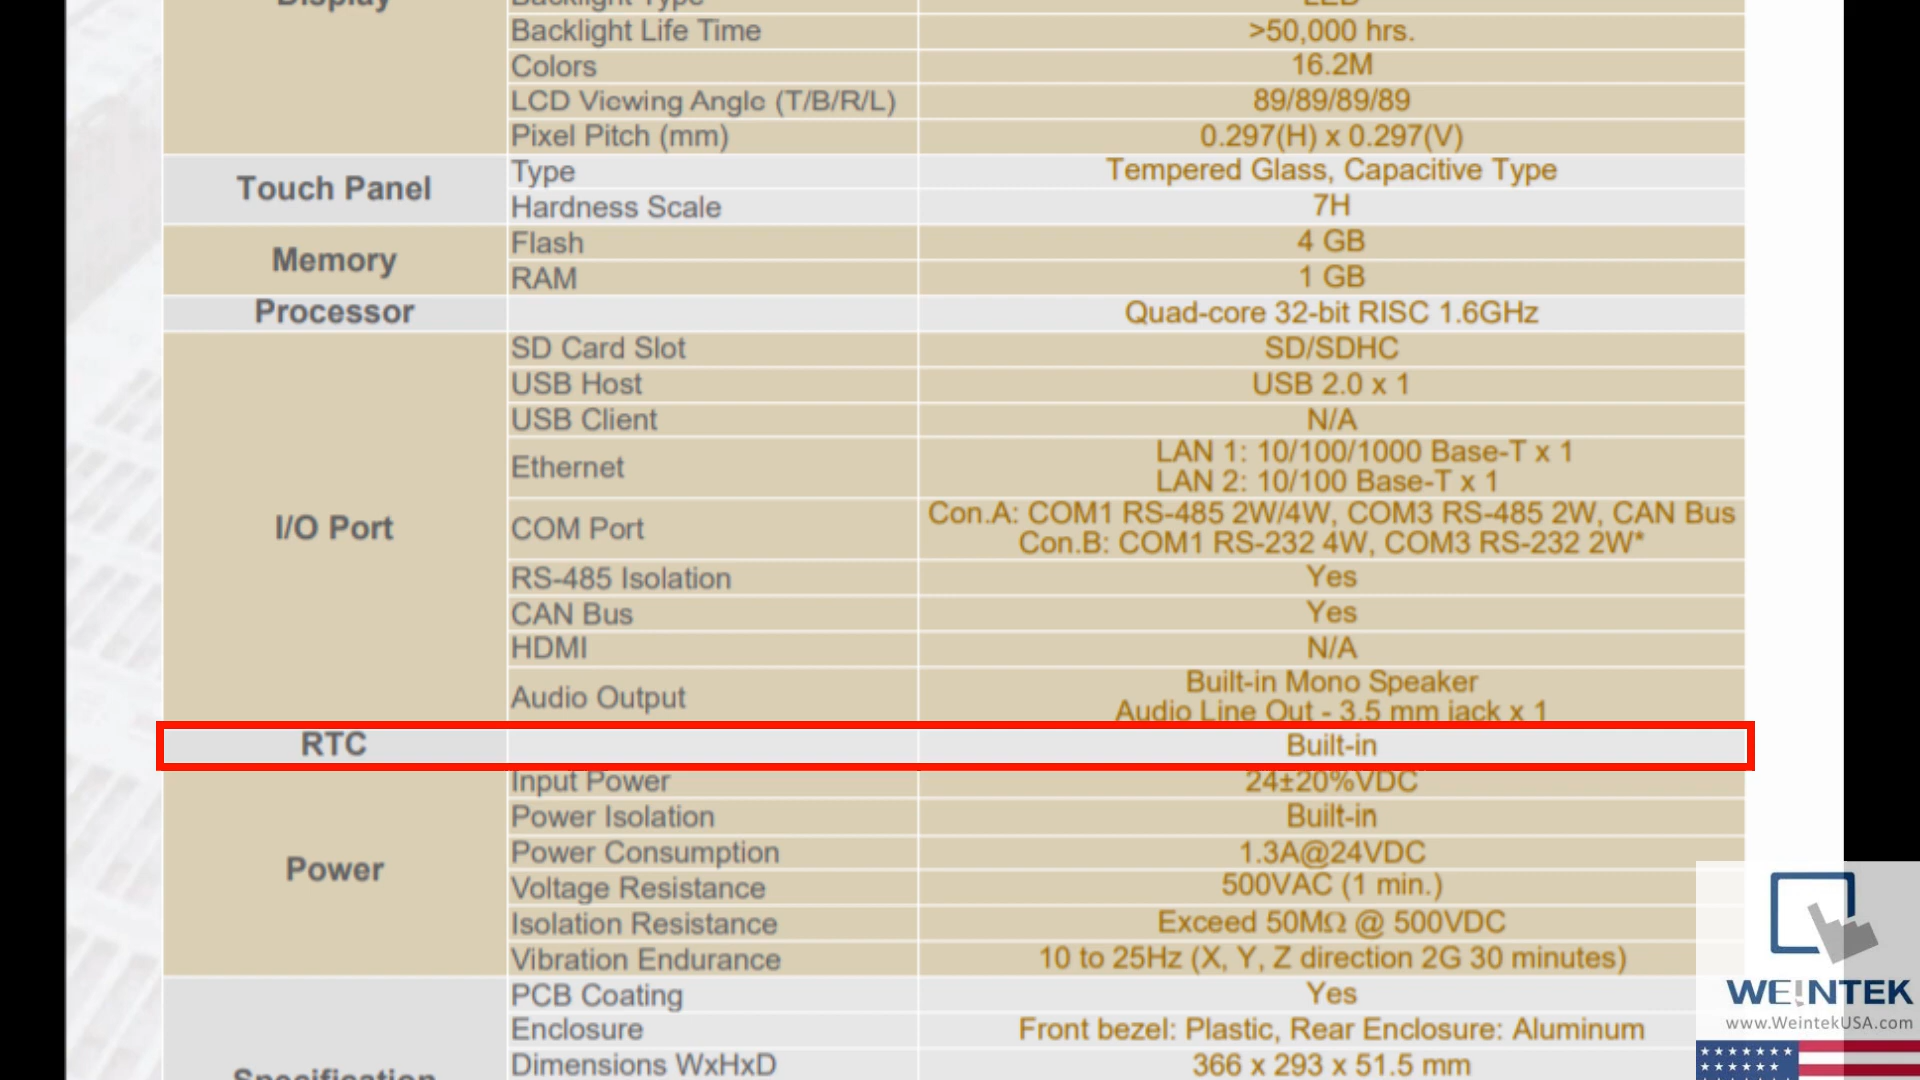 Display Backlight Type LED
Backlight Life Time >50,000 hrs.
Colors 16.2M
LCD Viewing Angle (T/B/R/L) 89/89/89/89
Pixel Pitch (mm) 0.297(H) x 0.297(V)
Touch Panel
Type Tempered Glass, Capacitive Type
Hardness Scale 7H
Memory
Flash 4 GB
RAM 1 GB
Processor Quad-core 32-bit RISC 1.6GHz
I/O Port
SD Card Slot SD/SDHC
USB Host USB 2.0 x 1
USB Client N/A
Ethernet
LAN 1: 10/100/1000 Base-T x 1
LAN 2: 10/100 Base-T x 1
COM Port
Con.A: COM1 RS-485 2W/4W, COM3 RS-485 2W, CAN Bus
Con.B: COM1 RS-232 4W, COM3 RS-232 2W*
RS-485 Isolation Yes
CAN Bus Yes
HDMI N/A
Audio Output
Built-in Mono Speaker
Audio Line Out - 3.5 mm jack x 1
RTC Built-in
Power
Input Power 24±20%VDC
Power Isolation Built-in
Power Consumption 1.3A@24VDC
Voltage Resistance 500VAC (1 min.)
Isolation Resistance Exceed 50MΩ @ 500VDC
Vibration Endurance 10 to 25Hz (X, Y, Z direction 2G 30 minutes)
Specification
PCB Coating Yes
Enclosure Front bezel: Plastic, Rear Enclosure: Aluminum
Dimensions WxHxD 366 x 293 x 51.5 mm
WEINTEK
www.WeintekUSA.com